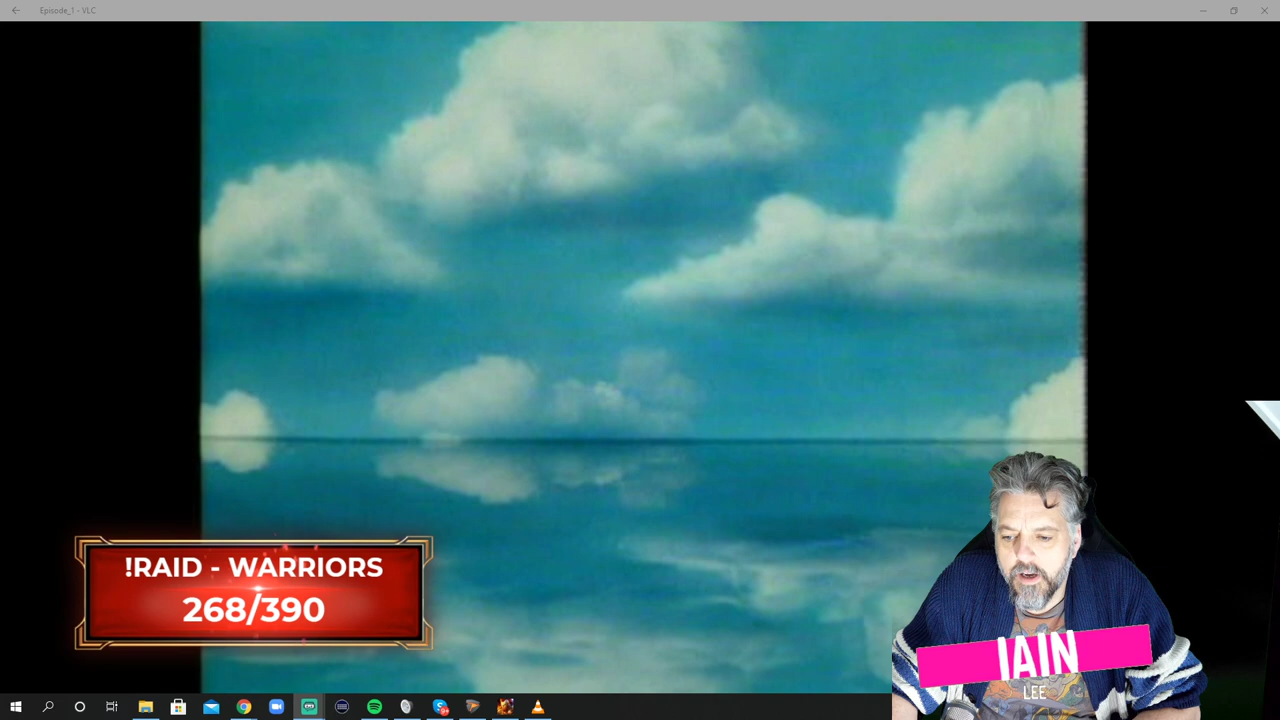 Episode_1 - VLC
!RAID - WARRIORS
268/390
IAIN
LEE